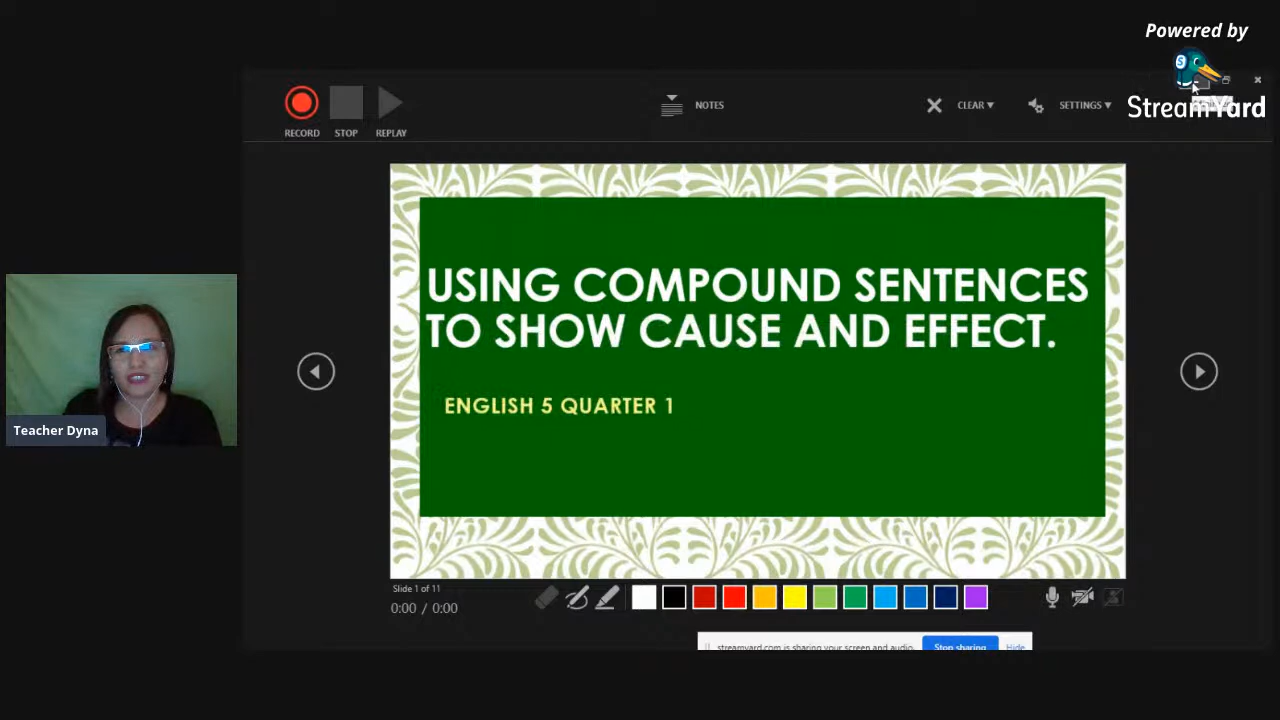 Powered by
StreamYard
NOTES
CLEAR
SETTINGS
RECORD STOP REPLAY
USING COMPOUND SENTENCES
TO SHOW CAUSE AND EFFECT.
ENGLISH 5 QUARTER 1
Teacher Dyna
Slide 1 of 11
0:00 / 0:00
streamyard.com is sharing your screen and audio. Stop sharing Hide